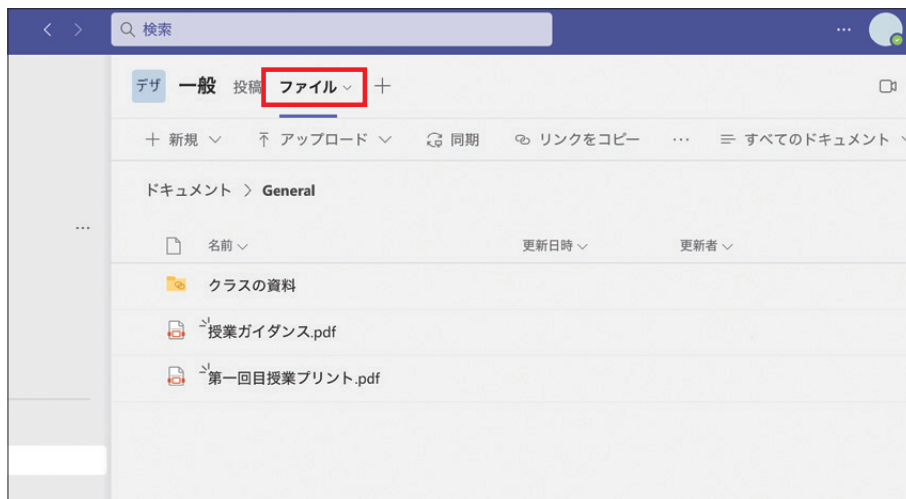 検索
…
デザ 一般 投稿 ファイル
新規 アップロード 同期 リンクをコピー … すべてのドキュメント
ドキュメント > General
…
名前 更新日時 更新者
クラスの資料
授業ガイダンス.pdf
第一回目授業プリント.pdf